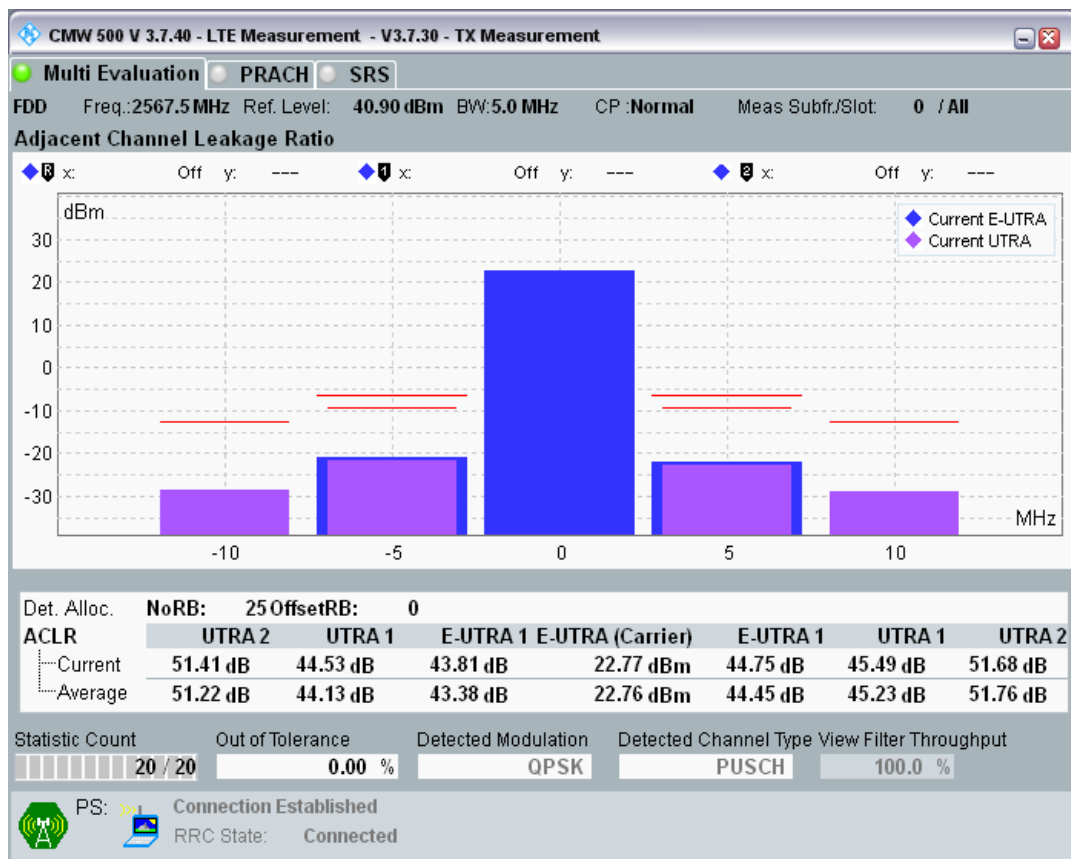 CMW 500 V 3.7.40 - LTE Measurement - V3.7.30 - TX Measurement
Multi Evaluation PRACH SRS
FDD Freq.:2567.5 MHz Ref. Level: 40.90 dBm BW:5.0 MHz CP :Normal Meas Subfr./Slot: 0 / All
Adjacent Channel Leakage Ratio
R x: Off y: --- 1 x: Off y: --- 2 x: Off y: ---
dBm
Current E-UTRA
Current UTRA
30
20
10
0
-10
-20
-30
MHz
-10 -5 0 5 10
Det. Alloc. NoRB: 25 OffsetRB: 0
ACLR UTRA 2 UTRA 1 E-UTRA 1 E-UTRA (Carrier) E-UTRA 1 UTRA 1 UTRA 2
Current 51.41 dB 44.53 dB 43.81 dB 22.77 dBm 44.75 dB 45.49 dB 51.68 dB
Average 51.22 dB 44.13 dB 43.38 dB 22.76 dBm 44.45 dB 45.23 dB 51.76 dB
Statistic Count Out of Tolerance Detected Modulation Detected Channel Type View Filter Throughput
20 / 20 0.00 % QPSK PUSCH 100.0 %
PS: Connection Established
RRC State: Connected